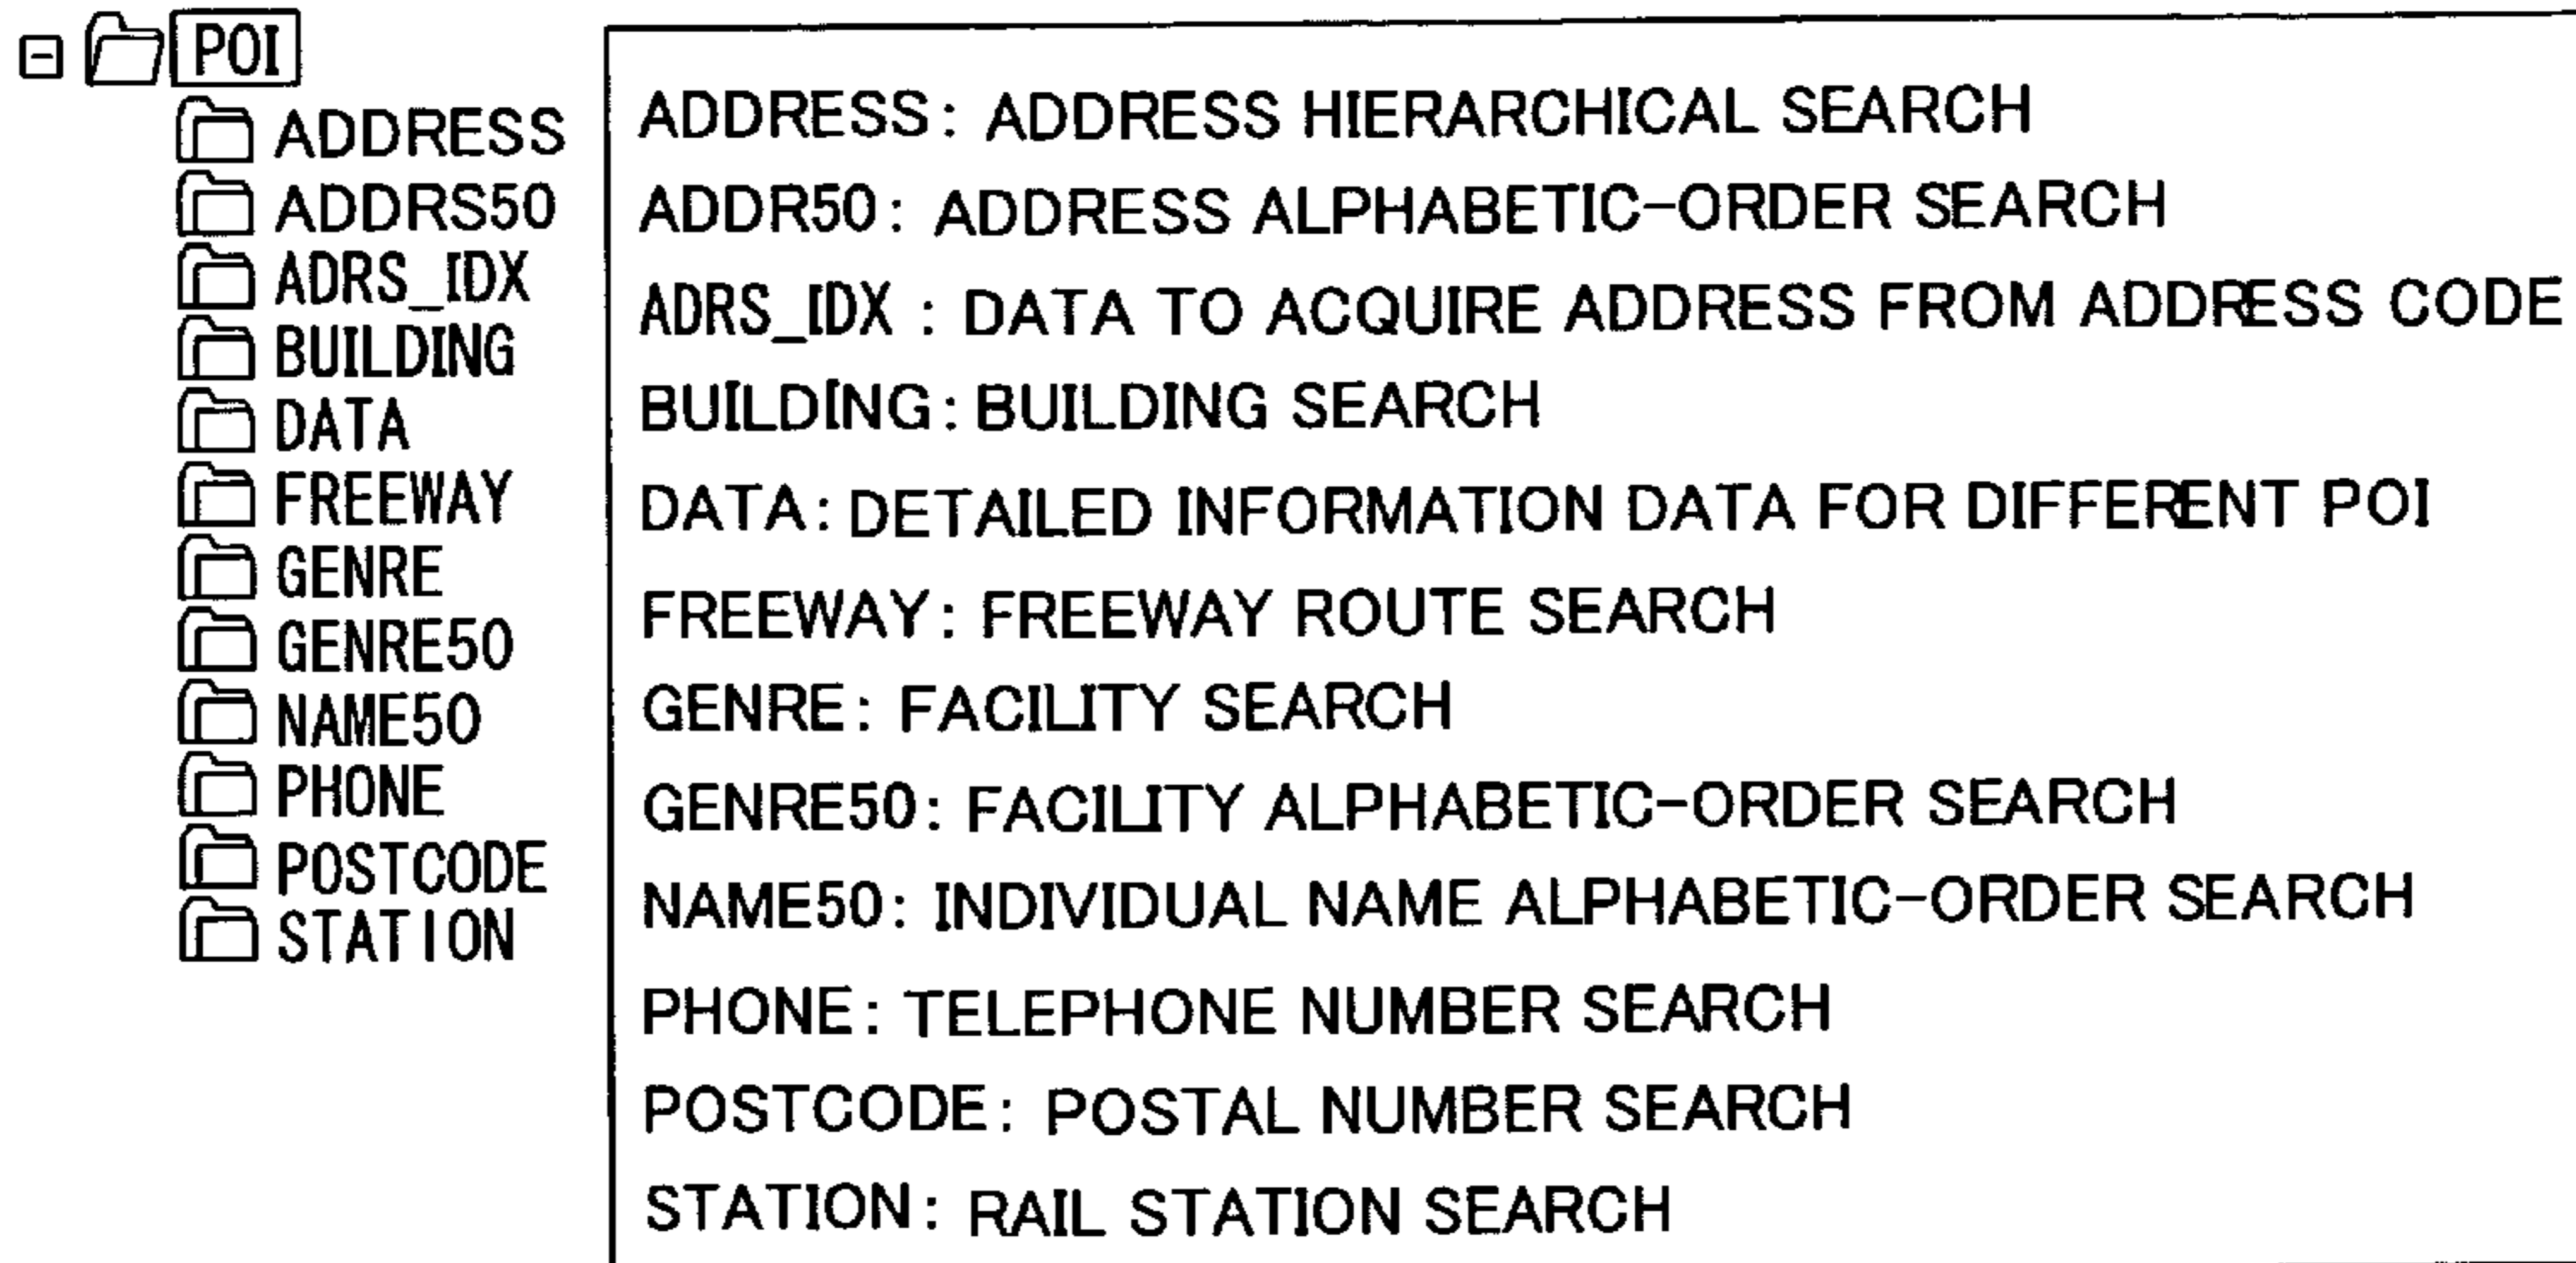 POI
ADDRESS
ADDRS50
ADRS_IDX
BUILDING
DATA
FREEWAY
GENRE
GENRE50
NAME50
PHONE
POSTCODE
STATION
ADDRESS: ADDRESS HIERARCHICAL SEARCH
ADDR50: ADDRESS ALPHABETIC-ORDER SEARCH
ADRS_IDX : DATA TO ACQUIRE ADDRESS FROM ADDRESS CODE
BUILDING: BUILDING SEARCH
DATA: DETAILED INFORMATION DATA FOR DIFFERENT POI
FREEWAY: FREEWAY ROUTE SEARCH
GENRE: FACILITY SEARCH
GENRE50: FACILITY ALPHABETIC-ORDER SEARCH
NAME50: INDIVIDUAL NAME ALPHABETIC-ORDER SEARCH
PHONE: TELEPHONE NUMBER SEARCH
POSTCODE: POSTAL NUMBER SEARCH
STATION: RAIL STATION SEARCH